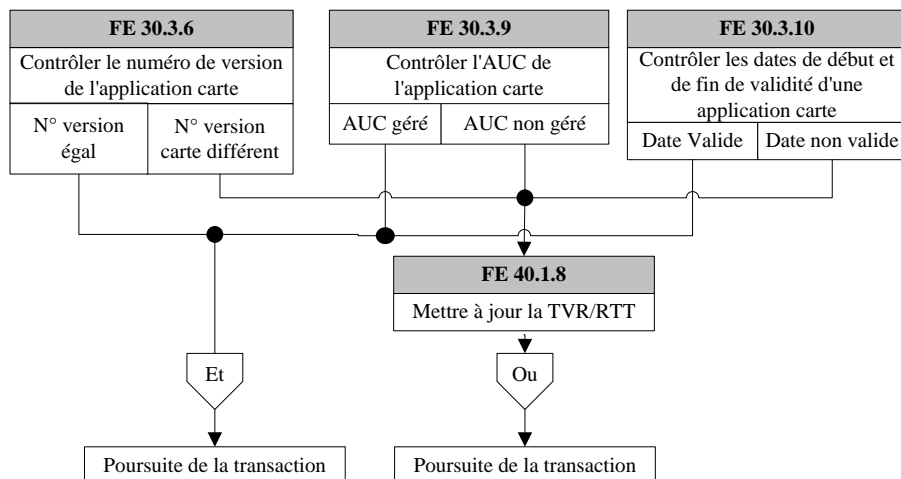 FE 30.3.6
Contrôler le numéro de version
de l'application carte
N° version
égal
N° version
carte différent
FE 30.3.9
Contrôler l'AUC de
l'application carte
AUC géré
AUC non géré
FE 30.3.10
Contrôler les dates de début et
de fin de validité d'une
application carte
Date Valide
Date non valide
FE 40.1.8
Mettre à jour la TVR/RTT
Et
Ou
Poursuite de la transaction
Poursuite de la transaction